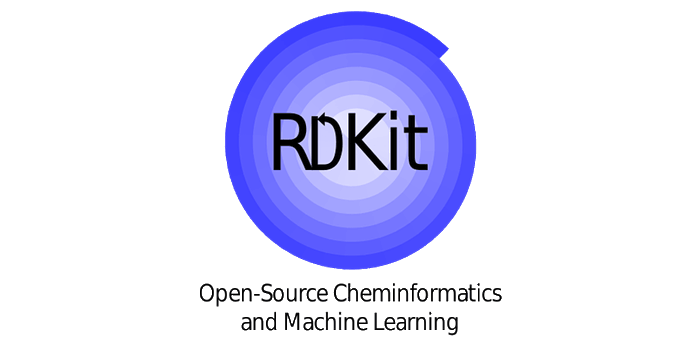 RDKit
Open-Source Cheminformatics
and Machine Learning